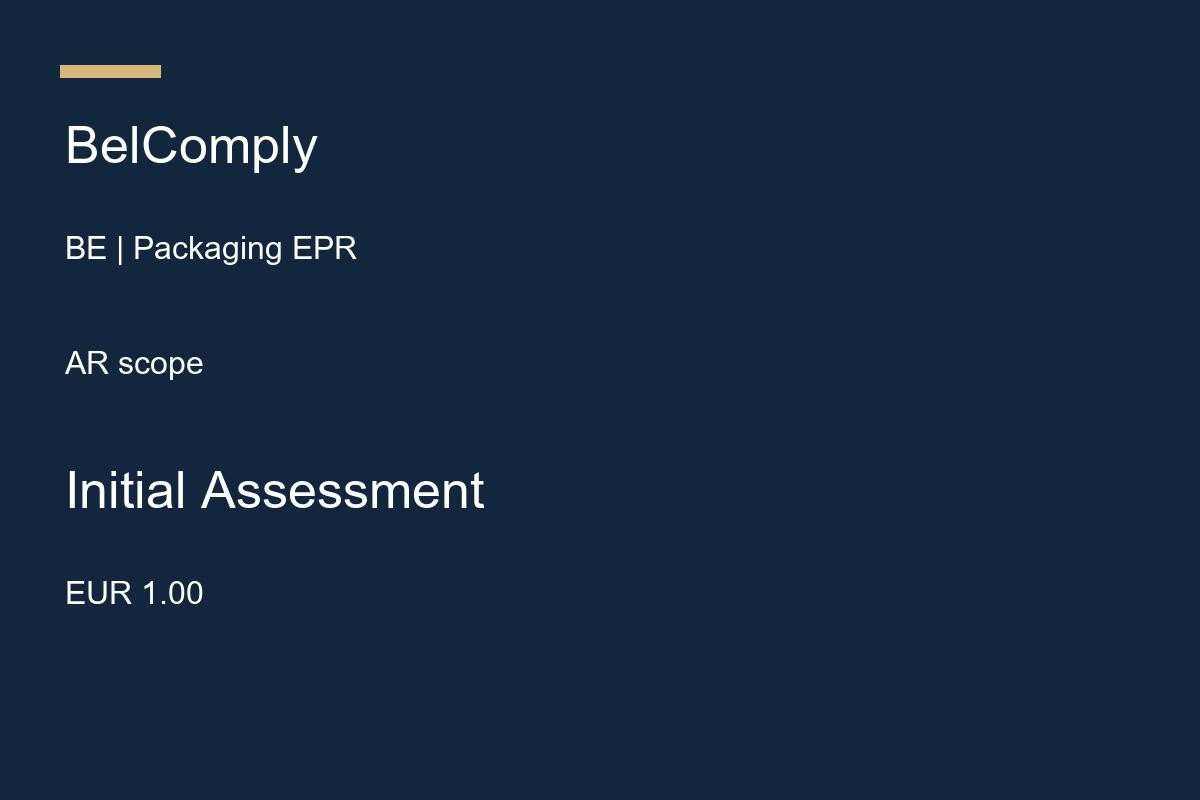 BelComply
BE | Packaging EPR
AR scope
Initial Assessment
EUR 1.00